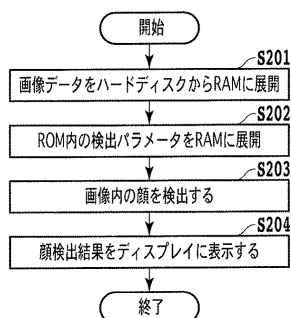 開始
S201
画像データをハードディスクからRAMに展開
S202
ROM内の検出パラメータをRAMに展開
S203
画像内の顔を検出する
S204
顔検出結果をディスプレイに表示する
終了